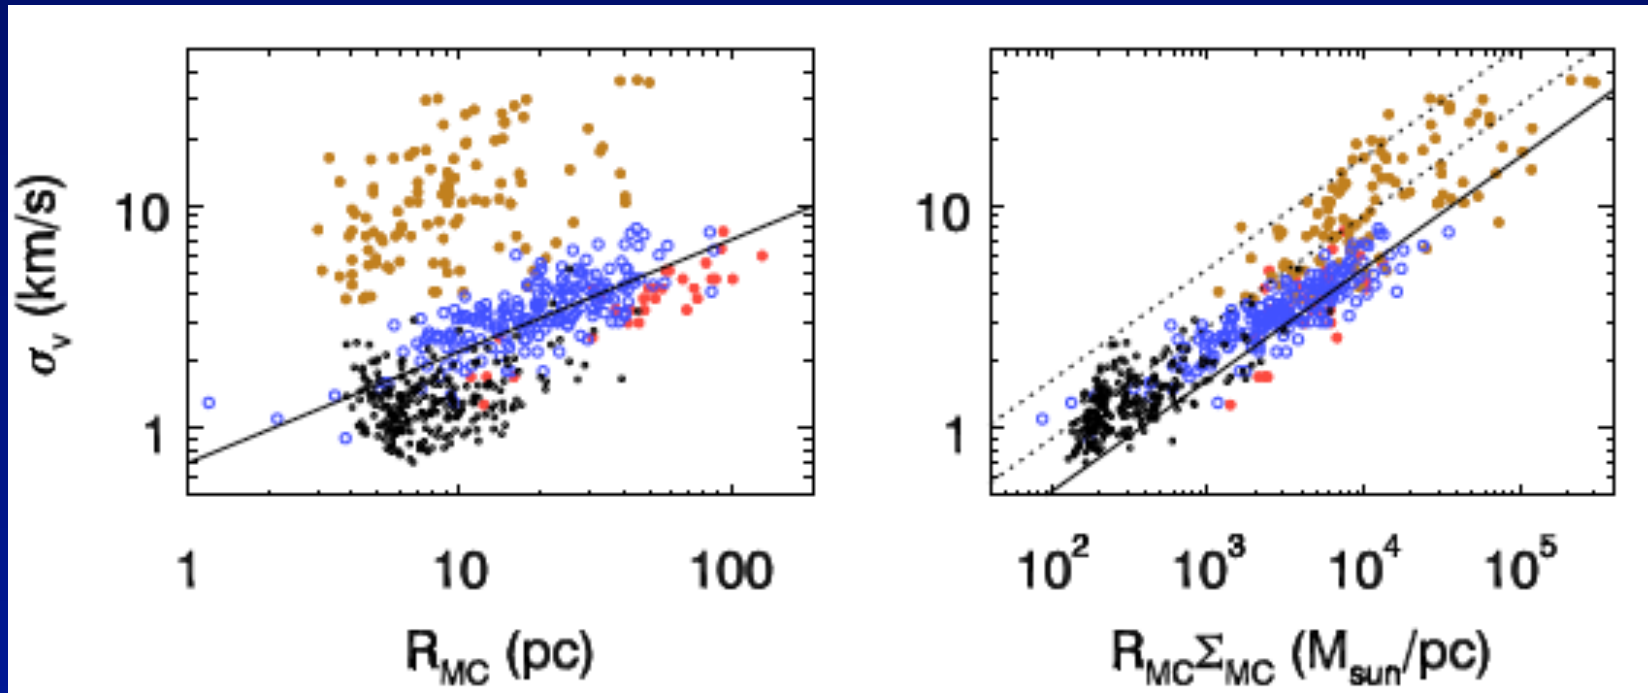 σv (km/s)
10
1
1 10 100
RMC (pc)
10
1
10² 10³ 10⁴ 10⁵
RMCΣMC (Msun/pc)